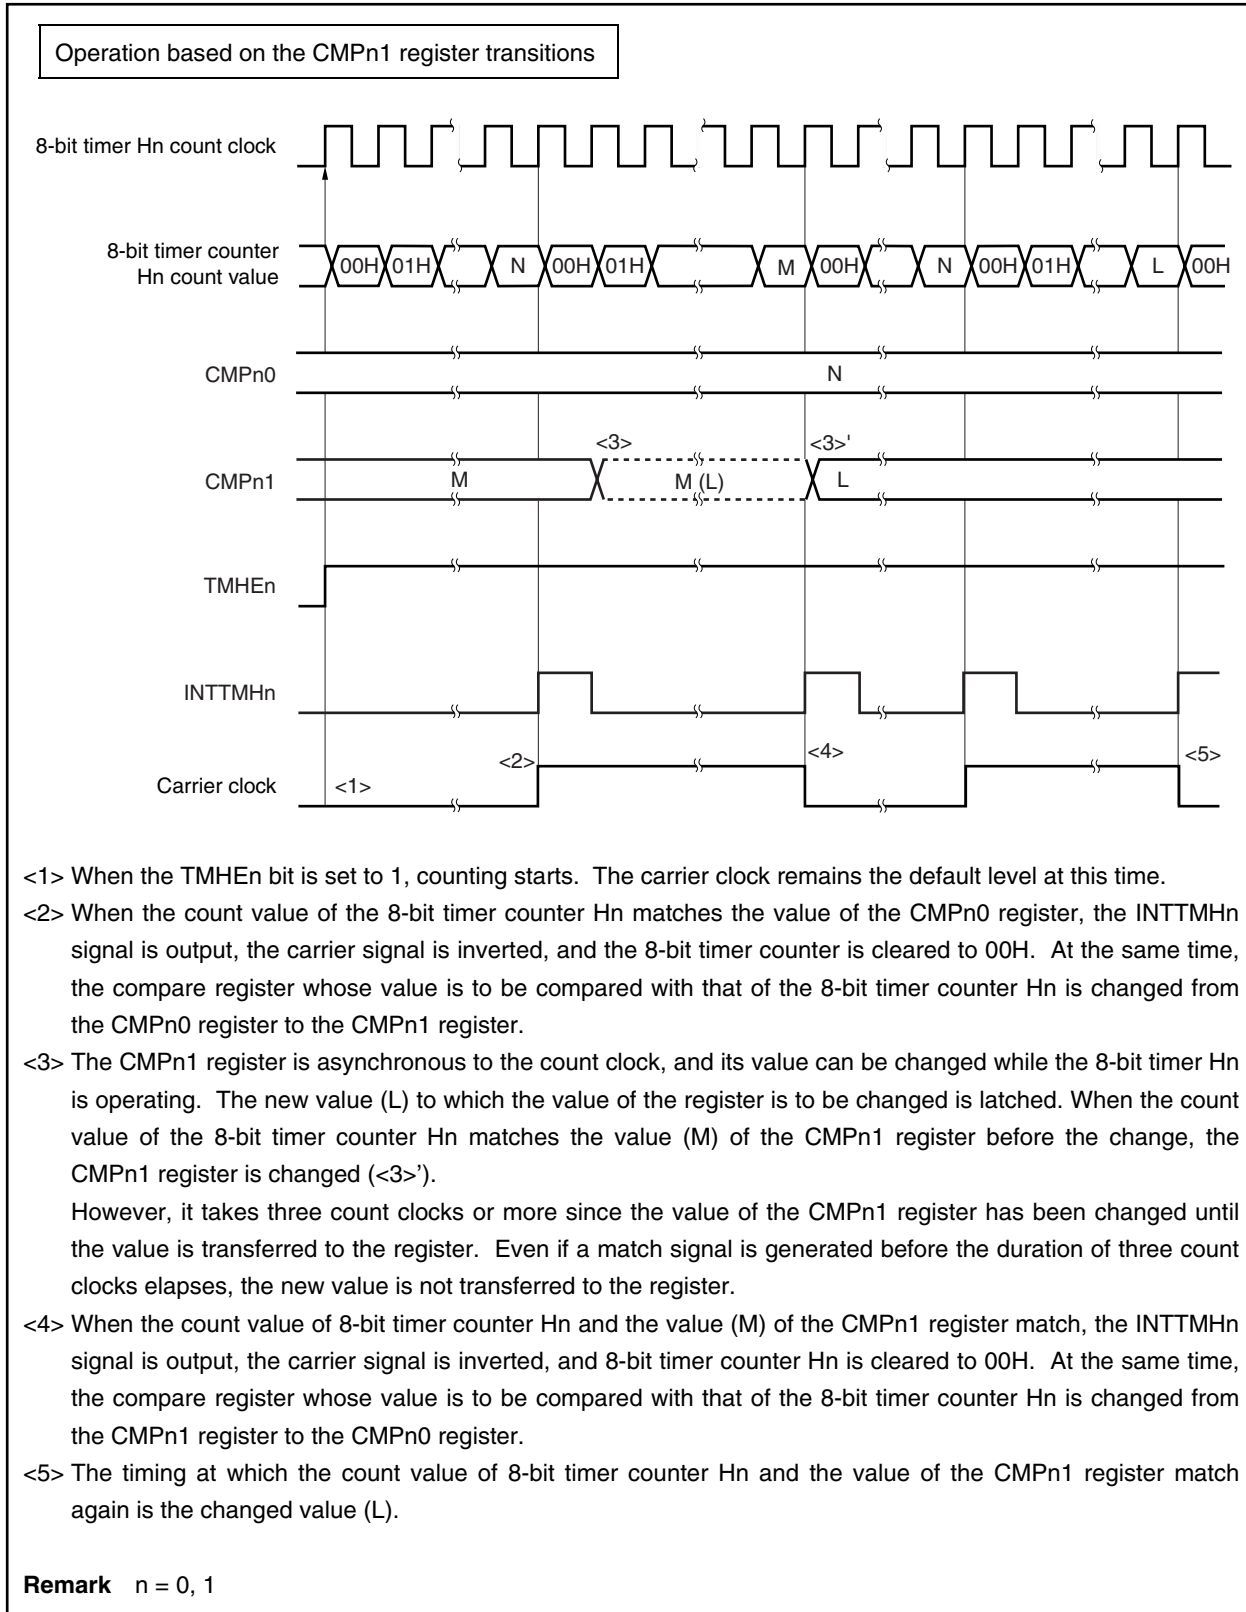 Operation based on the CMPn1 register transitions
8-bit timer Hn count clock
8-bit timer counter
Hn count value
00H 01H N 00H 01H M 00H N 00H 01H L 00H
CMPn0
N
<3> <3>'
CMPn1
M M (L) L
TMHEn
INTTMHn
<2> <4> <5>
Carrier clock
<1>
<1> When the TMHEn bit is set to 1, counting starts. The carrier clock remains the default level at this time.
<2> When the count value of the 8-bit timer counter Hn matches the value of the CMPn0 register, the INTTMHn
signal is output, the carrier signal is inverted, and the 8-bit timer counter is cleared to 00H. At the same time,
the compare register whose value is to be compared with that of the 8-bit timer counter Hn is changed from
the CMPn0 register to the CMPn1 register.
<3> The CMPn1 register is asynchronous to the count clock, and its value can be changed while the 8-bit timer Hn
is operating. The new value (L) to which the value of the register is to be changed is latched. When the count
value of the 8-bit timer counter Hn matches the value (M) of the CMPn1 register before the change, the
CMPn1 register is changed (<3>’).
However, it takes three count clocks or more since the value of the CMPn1 register has been changed until
the value is transferred to the register. Even if a match signal is generated before the duration of three count
clocks elapses, the new value is not transferred to the register.
<4> When the count value of 8-bit timer counter Hn and the value (M) of the CMPn1 register match, the INTTMHn
signal is output, the carrier signal is inverted, and 8-bit timer counter Hn is cleared to 00H. At the same time,
the compare register whose value is to be compared with that of the 8-bit timer counter Hn is changed from
the CMPn1 register to the CMPn0 register.
<5> The timing at which the count value of 8-bit timer counter Hn and the value of the CMPn1 register match
again is the changed value (L).
Remark n = 0, 1